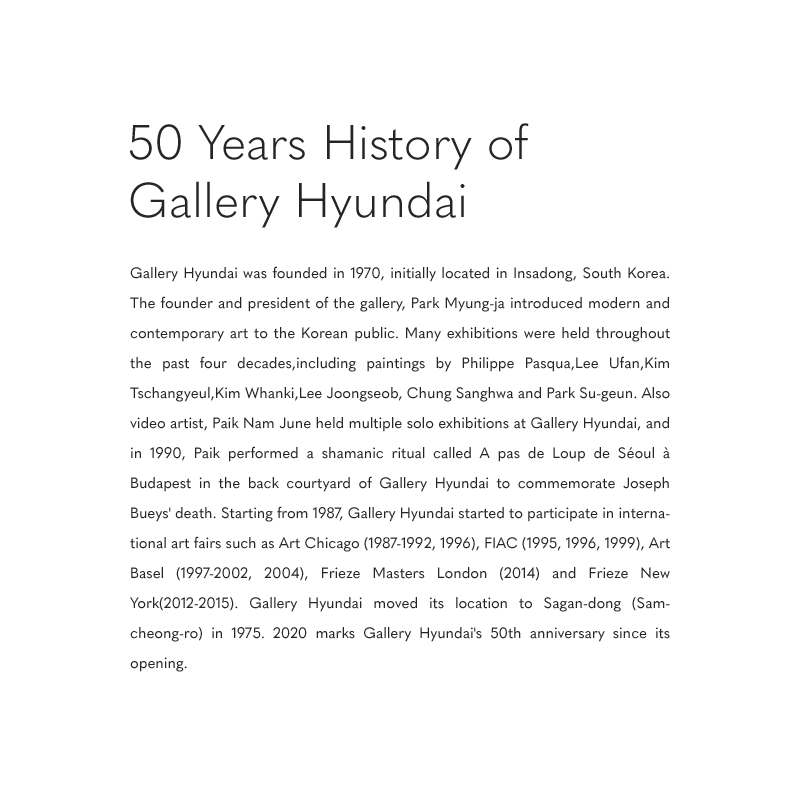 50 Years History of
Gallery Hyundai
Gallery Hyundai was founded in 1970, initially located in Insadong, South Korea.
The founder and president of the gallery, Park Myung-ja introduced modern and
contemporary art to the Korean public. Many exhibitions were held throughout
the past four decades,including paintings by Philippe Pasqua,Lee Ufan,Kim
Tschangyeul,Kim Whanki,Lee Joongseob, Chung Sanghwa and Park Su-geun. Also
video artist, Paik Nam June held multiple solo exhibitions at Gallery Hyundai, and
in 1990, Paik performed a shamanic ritual called A pas de Loup de Séoul à
Budapest in the back courtyard of Gallery Hyundai to commemorate Joseph
Bueys' death. Starting from 1987, Gallery Hyundai started to participate in interna-
tional art fairs such as Art Chicago (1987-1992, 1996), FIAC (1995, 1996, 1999), Art
Basel (1997-2002, 2004), Frieze Masters London (2014) and Frieze New
York(2012-2015). Gallery Hyundai moved its location to Sagan-dong (Sam-
cheong-ro) in 1975. 2020 marks Gallery Hyundai's 50th anniversary since its
opening.